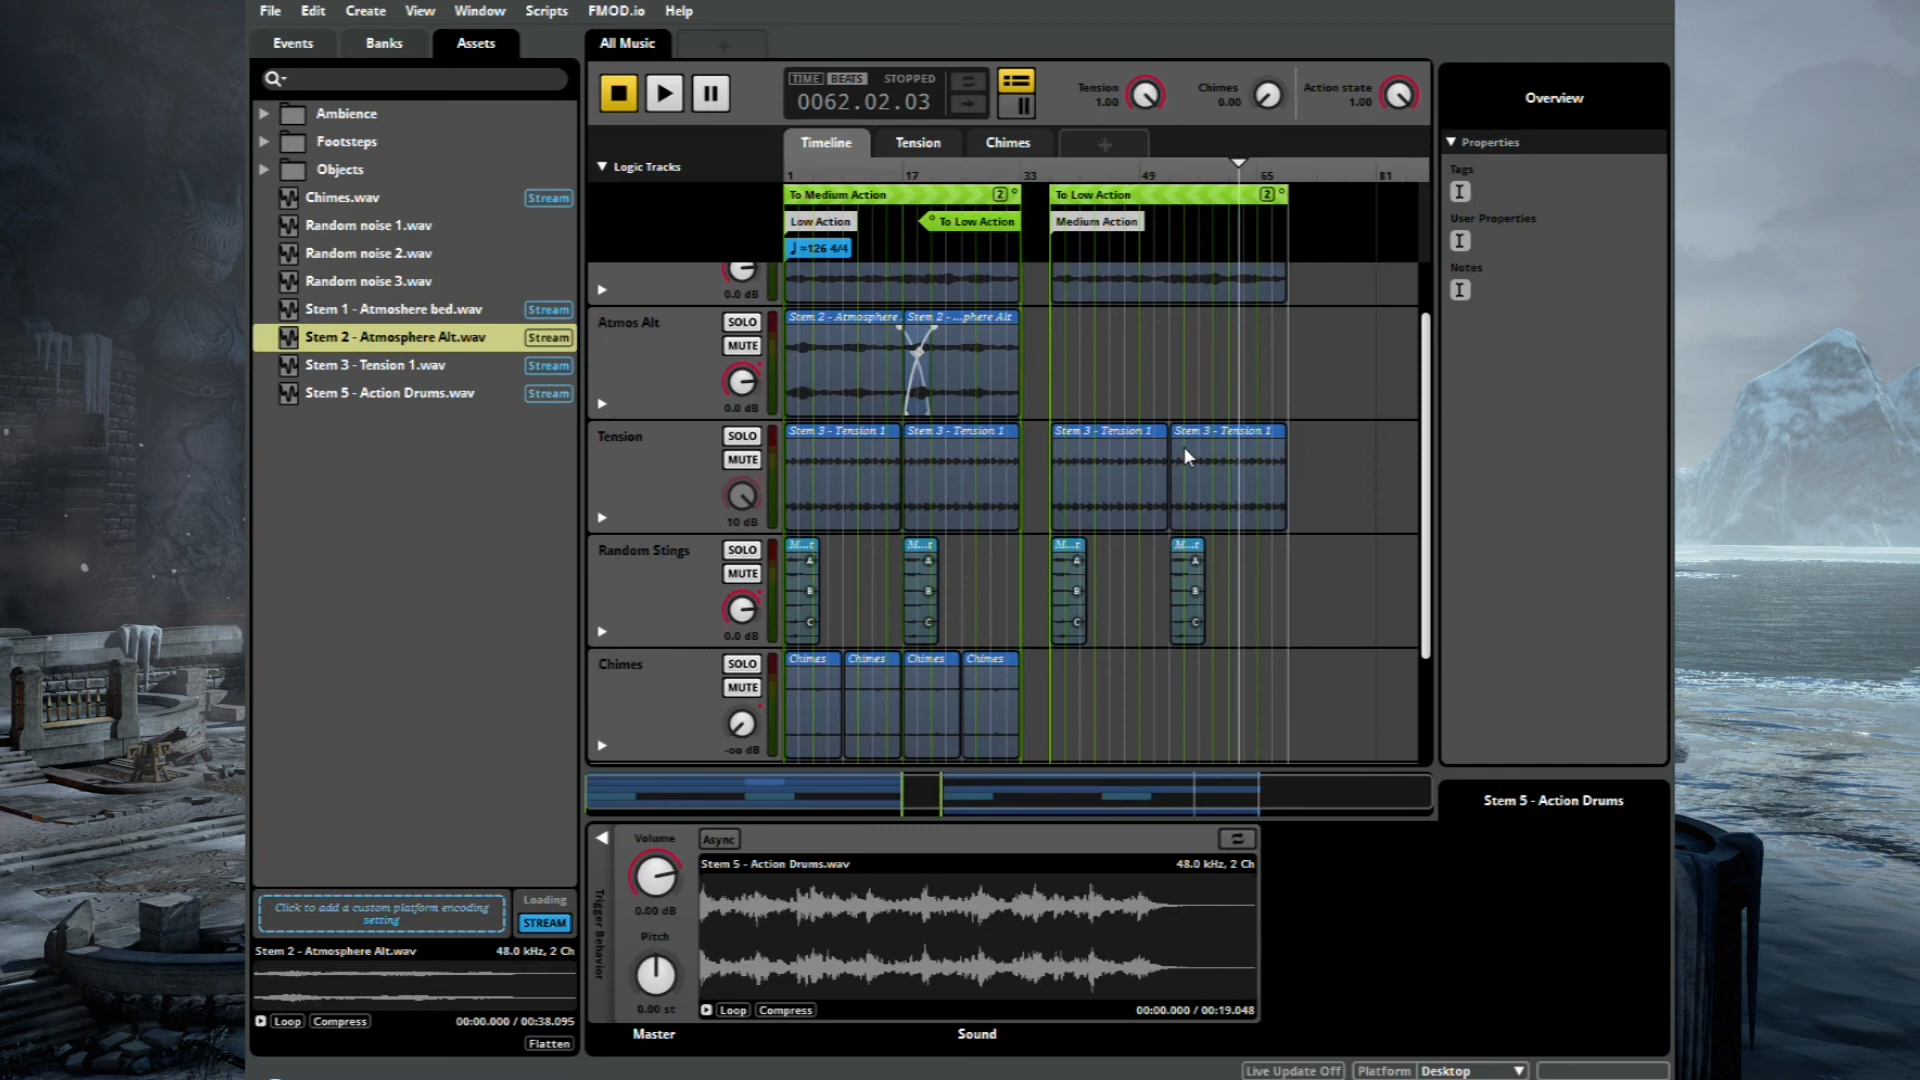 File Edit Create View Window Scripts FMOD.io Help
Events Banks Assets
All Music
TIME BEATS STOPPED
0062.02.03
Tension
1.00
Chimes
0.00
Action state
1.00
Overview
Ambience
Footsteps
Objects
Chimes.wav Stream
Random noise 1.wav
Random noise 2.wav
Random noise 3.wav
Stem 1 - Atmoshere bed.wav Stream
Stem 2 - Atmosphere Alt.wav Stream
Stem 3 - Tension 1.wav Stream
Stem 5 - Action Drums.wav Stream
Timeline Tension Chimes
Logic Tracks
1 17 33 49 65 81
To Medium Action 2 To Low Action 2
Low Action To Low Action Medium Action
=126 4/4
0.0 dB
Atmos Alt SOLO Stem 2 - Atmosphere . Stem 2 - ...phere Alt
MUTE
0.0 dB
Tension SOLO Stem 3 - Tension 1 Stem 3 - Tension 1 Stem 3 - Tension 1 Stem 3 - Tension 1
MUTE
10 dB
Random Stings SOLO M...t M...t M...t M...t
A A A A
MUTE
B B B B
C C C C
0.0 dB
Chimes SOLO Chimes Chimes Chimes Chimes
MUTE
-oo dB
Properties
Tags
User Properties
Notes
Stem 5 - Action Drums
Click to add a custom platform encoding
setting
Loading
STREAM
Stem 2 - Atmosphere Alt.wav 48.0 kHz, 2 Ch
Loop Compress 00:00.000 / 00:38.095
Flatten
Trigger Behavior
Volume
0.00 dB
Pitch
0.00 st
Master
Async
Stem 5 - Action Drums.wav 48.0 kHz, 2 Ch
Loop Compress 00:00.000 / 00:19.048
Sound
Live Update Off Platform Desktop